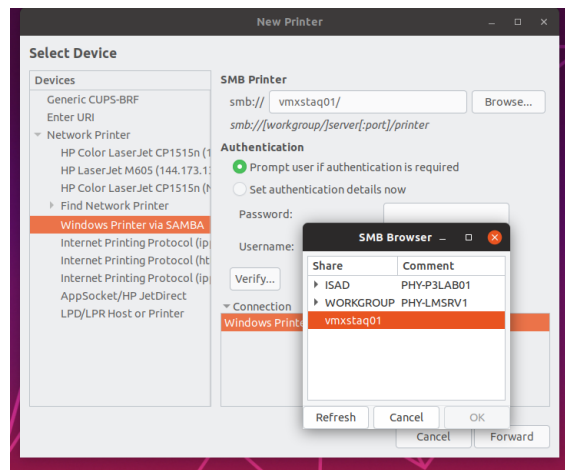 New Printer
Select Device
Devices
Generic CUPS-BRF
Enter URI
Network Printer
HP Color LaserJet CP1515n (1
HP LaserJet M605 (144.173.1
HP Color LaserJet CP1515n (
Find Network Printer
Windows Printer via SAMBA
Internet Printing Protocol (ip
Internet Printing Protocol (ht
Internet Printing Protocol (ip
AppSocket/HP JetDirect
LPD/LPR Host or Printer
SMB Printer
smb:// vmxstaq01/ Browse...
smb://[workgroup/]server[:port]/printer
Authentication
Prompt user if authentication is required
Set authentication details now
Password:
Username:
Verify...
Connection
Windows Printe
SMB Browser
Share Comment
ISAD PHY-P3LAB01
WORKGROUP PHY-LMSRV1
vmxstaq01
Refresh Cancel OK
Cancel Forward